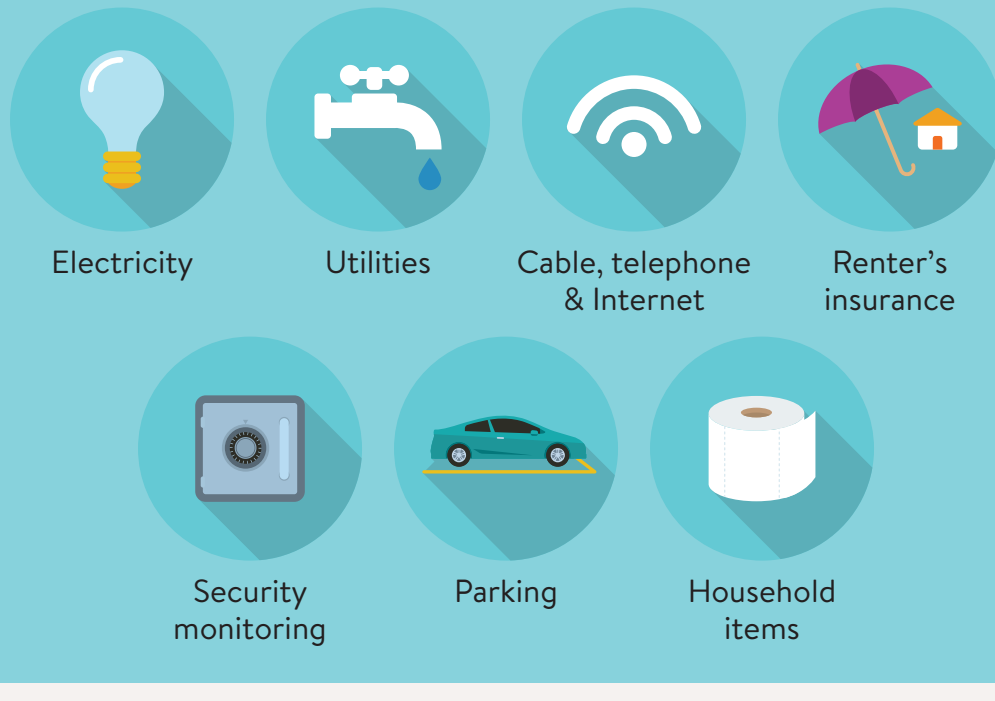 Electricity
Utilities
Cable, telephone
& Internet
Renter’s
insurance
Security
monitoring
Parking
Household
items